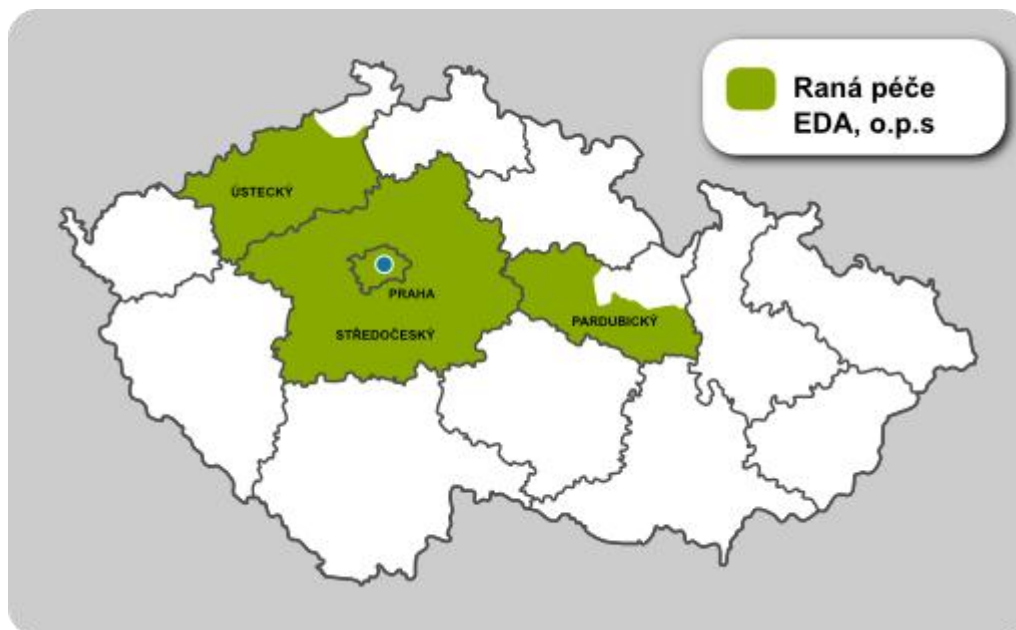 Raná péče
EDA, o.p.s
ÚSTECKÝ
PRAHA
STŘEDOČESKÝ
PARDUBICKÝ